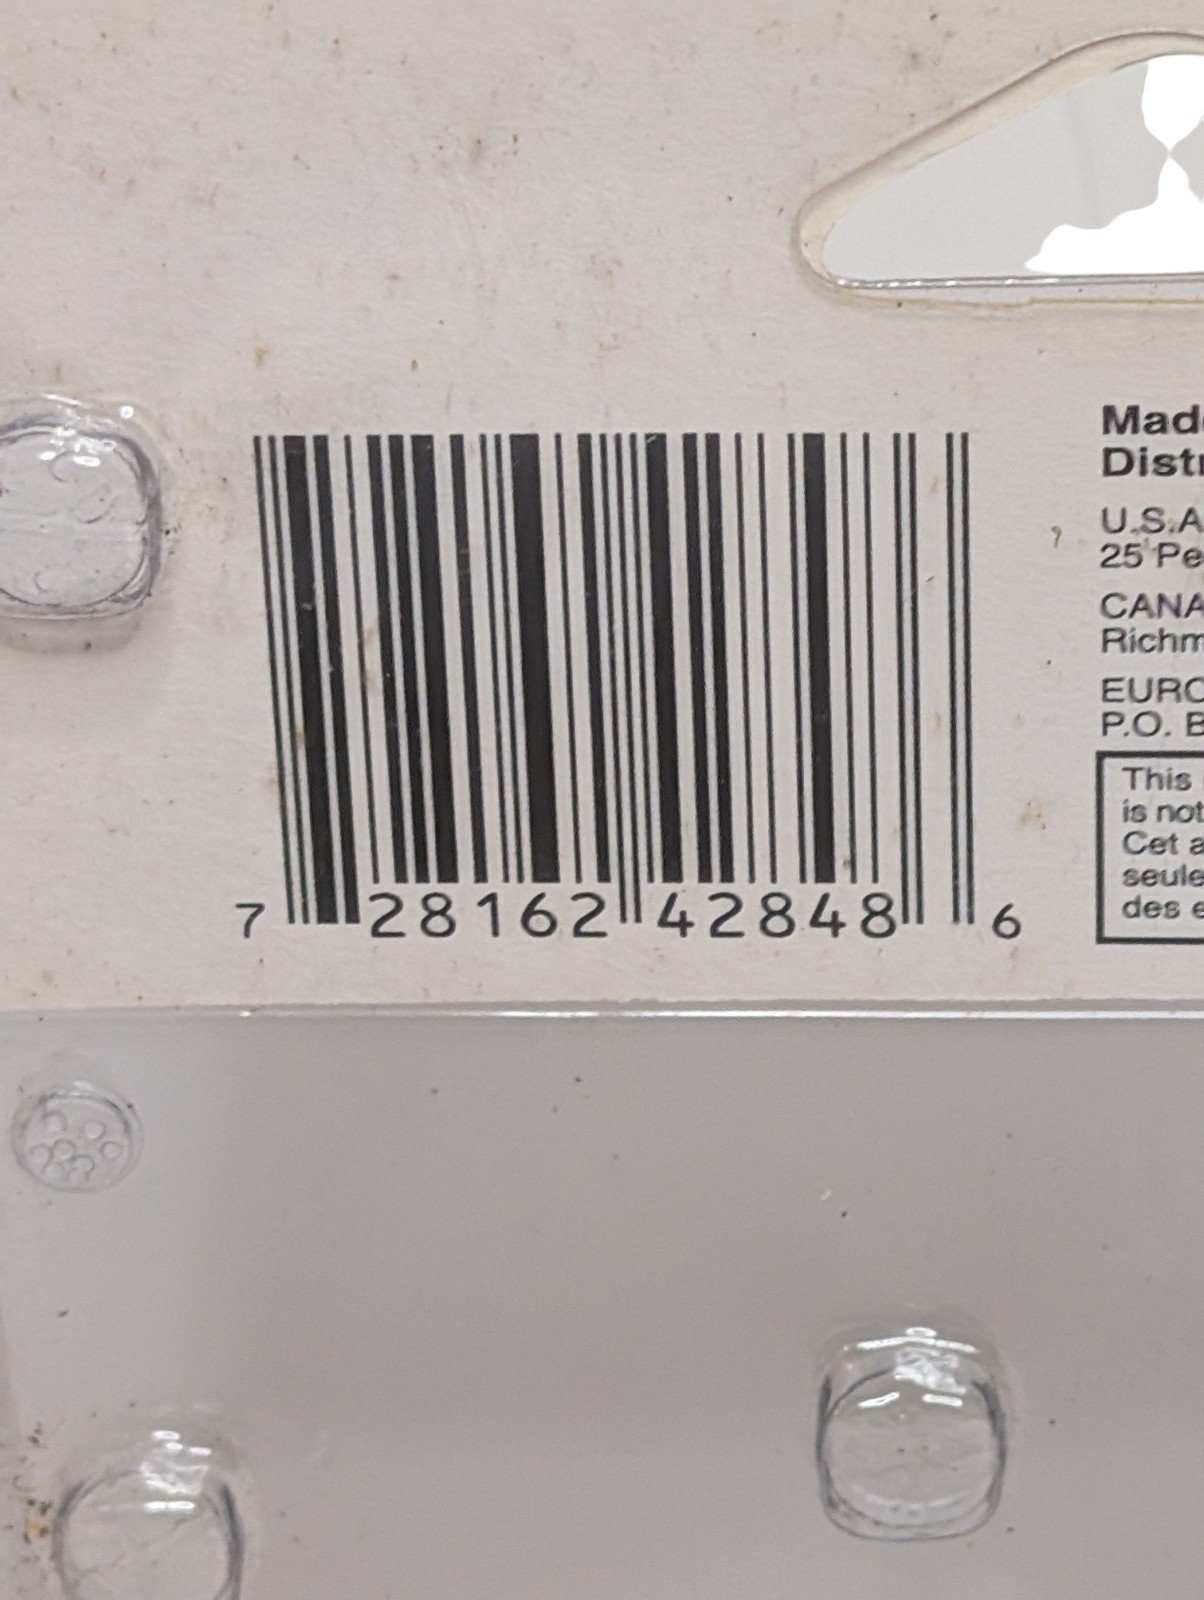 Made
Distr
U.S.A
25 Pe
CANA
Richm
EURO
P.O. B
This
is not
Cet a
seule
des e
7 28162 42848 6